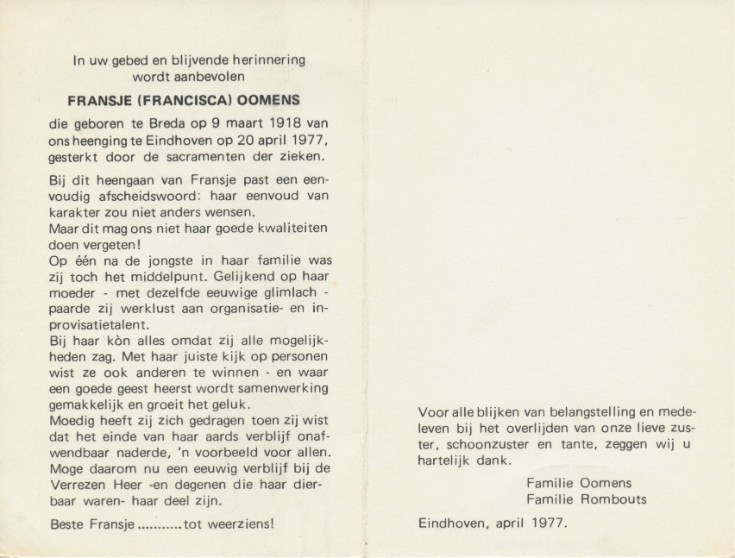 In uw gebed en blijvende herinnering
wordt aanbevolen
FRANSJE (FRANCISCA) OOMENS
die geboren te Breda op 9 maart 1918 van
ons heenging te Eindhoven op 20 april 1977,
gesterkt door de sacramenten der zieken.
Bij dit heengaan van Fransje past een een-
voudig afscheidswoord: haar eenvoud van
karakter zou niet anders wensen.
Maar dit mag ons niet haar goede kwaliteiten
doen vergeten!
Op één na de jongste in haar familie was
zij toch het middelpunt. Gelijkend op haar
moeder - met dezelfde eeuwige glimlach -
paarde zij werklust aan organisatie- en in-
provisatietalent.
Bij haar kòn alles omdat zij alle mogelijk-
heden zag. Met haar juiste kijk op personen
wist ze ook anderen te winnen - en waar
een goede geest heerst wordt samenwerking
gemakkelijk en groeit het geluk.
Moedig heeft zij zich gedragen toen zij wist
dat het einde van haar aards verblijf onaf-
wendbaar naderde, 'n voorbeeld voor allen.
Moge daarom nu een eeuwig verblijf bij de
Verrezen Heer -en degenen die haar dier-
baar waren- haar deel zijn.
Beste Fransje ........... tot weerziens!
Voor alle blijken van belangstelling en mede-
leven bij het overlijden van onze lieve zus-
ter, schoonzuster en tante, zeggen wij u
hartelijk dank.
Familie Oomens
Familie Rombouts
Eindhoven, april 1977.